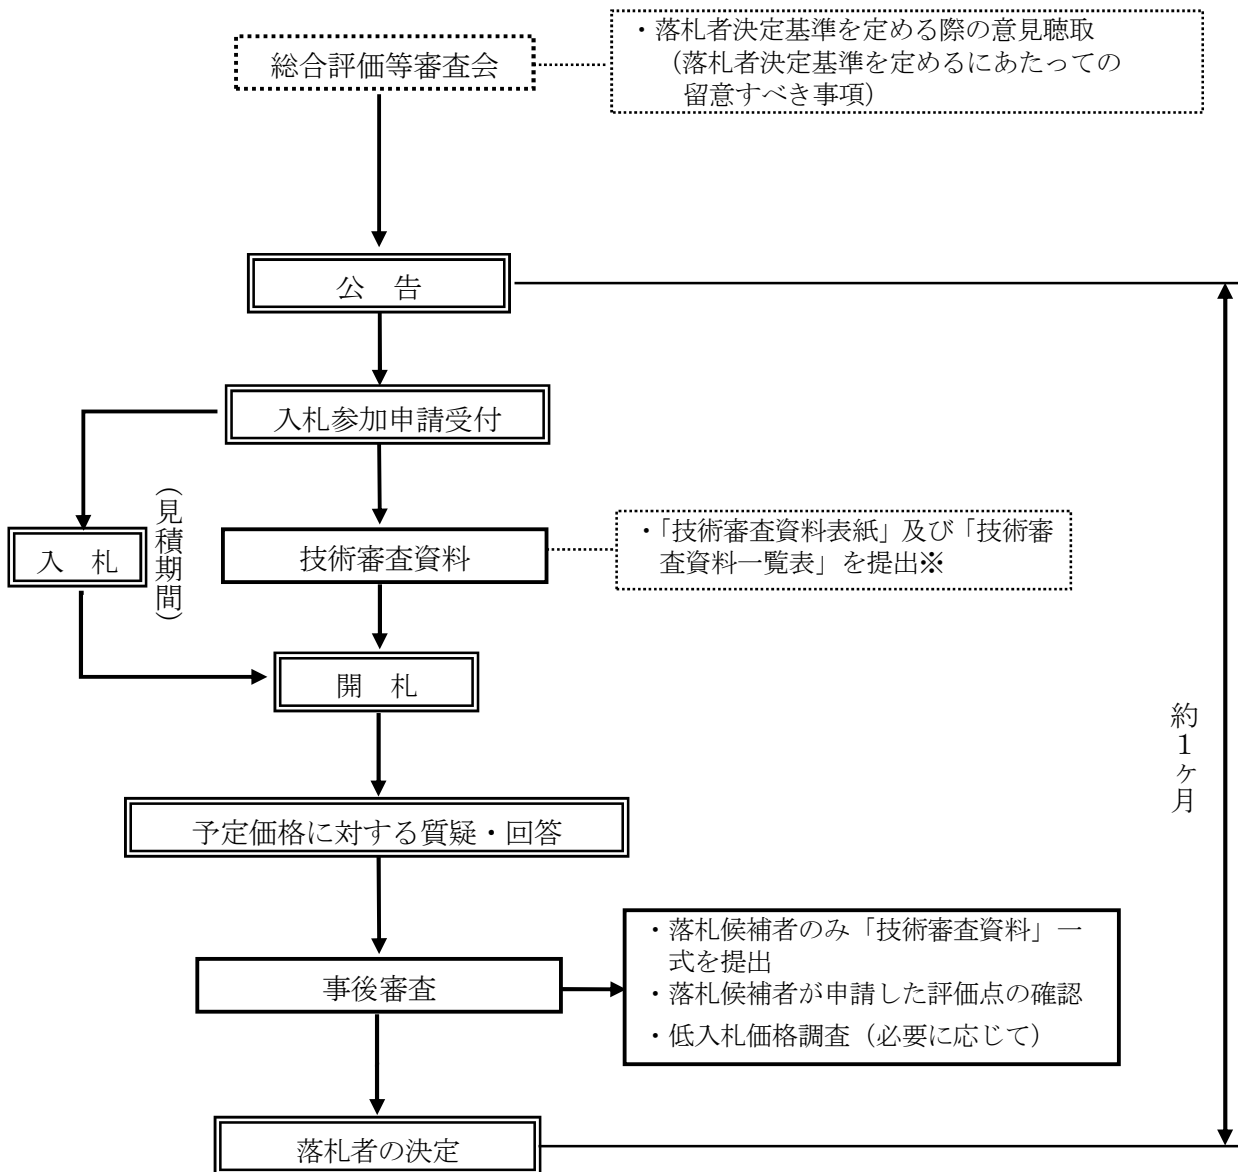 総合評価等審査会
・落札者決定基準を定める際の意見聴取
（落札者決定基準を定めるにあたっての
留意すべき事項）
公　告
入札参加申請受付
入　札
（見積期間）
技術審査資料
・「技術審査資料表紙」及び「技術審
査資料一覧表」を提出※
開　札
約１ヶ月
予定価格に対する質疑・回答
事後審査
・落札候補者のみ「技術審査資料」一
式を提出
・落札候補者が申請した評価点の確認
・低入札価格調査（必要に応じて）
落札者の決定